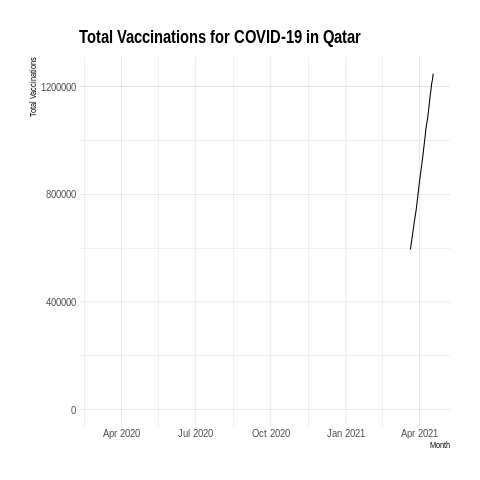 Total Vaccinations for COVID-19 in Qatar
Total Vaccinations
1200000
800000
400000
0
Apr 2020 Jul 2020 Oct 2020 Jan 2021 Apr 2021
Month